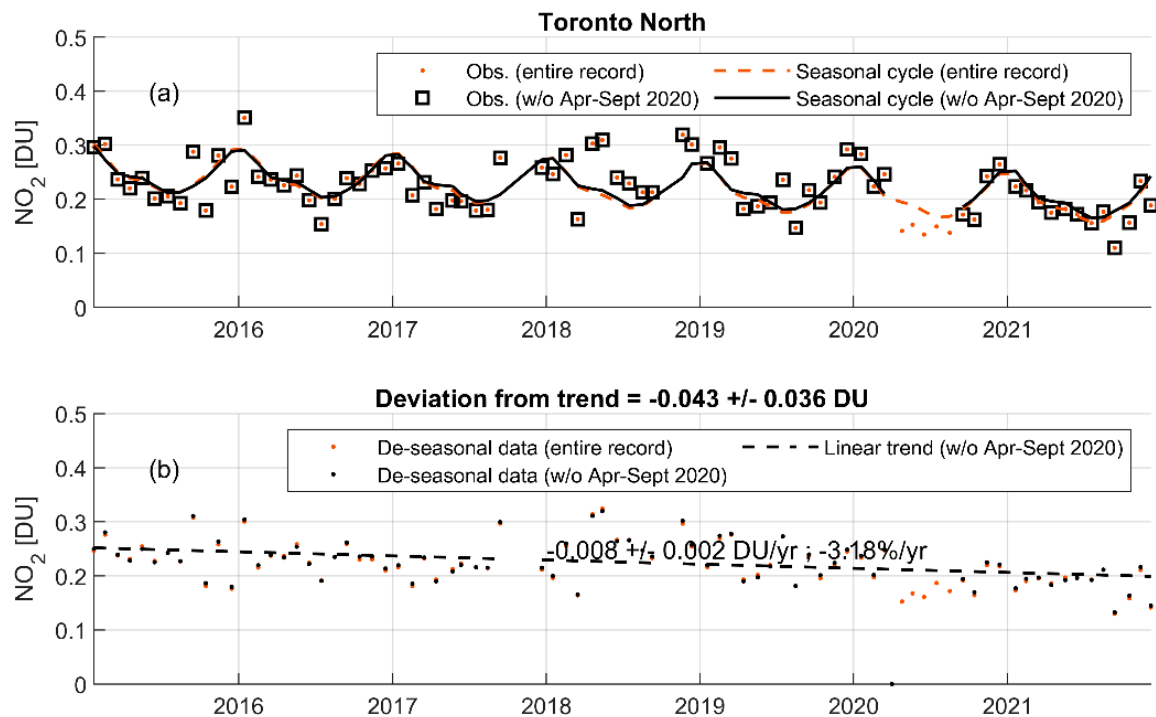 Toronto North
0.5
0.4
0.3
0.2
0.1
0
NO2 [DU]
(a)
Obs. (entire record)
Obs. (w/o Apr-Sept 2020)
Seasonal cycle (entire record)
Seasonal cycle (w/o Apr-Sept 2020)
2016 2017 2018 2019 2020 2021
Deviation from trend = -0.043 +/- 0.036 DU
0.5
0.4
0.3
0.2
0.1
0
NO2 [DU]
(b)
De-seasonal data (entire record)
De-seasonal data (w/o Apr-Sept 2020)
Linear trend (w/o Apr-Sept 2020)
-0.008 +/- 0.002 DU/yr ; -3.18%/yr
2016 2017 2018 2019 2020 2021